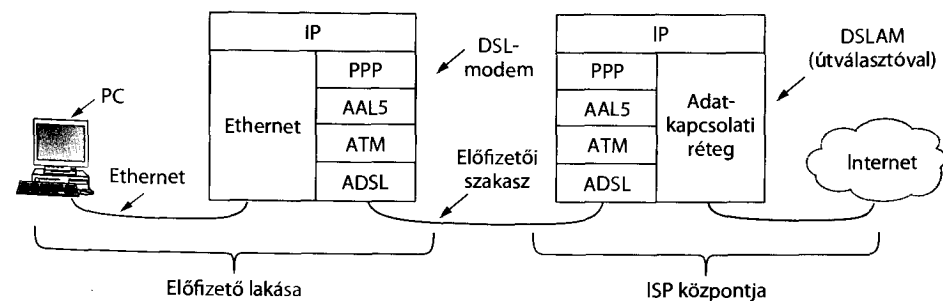 PC
Ethernet
IP
Ethernet
PPP
AAL5
ATM
ADSL
DSL-
modem
Előfizetői
szakasz
IP
PPP
AAL5
ATM
ADSL
Adat-
kapcsolati
réteg
DSLAM
(útválasztóval)
Internet
Előfizető lakása
ISP központja